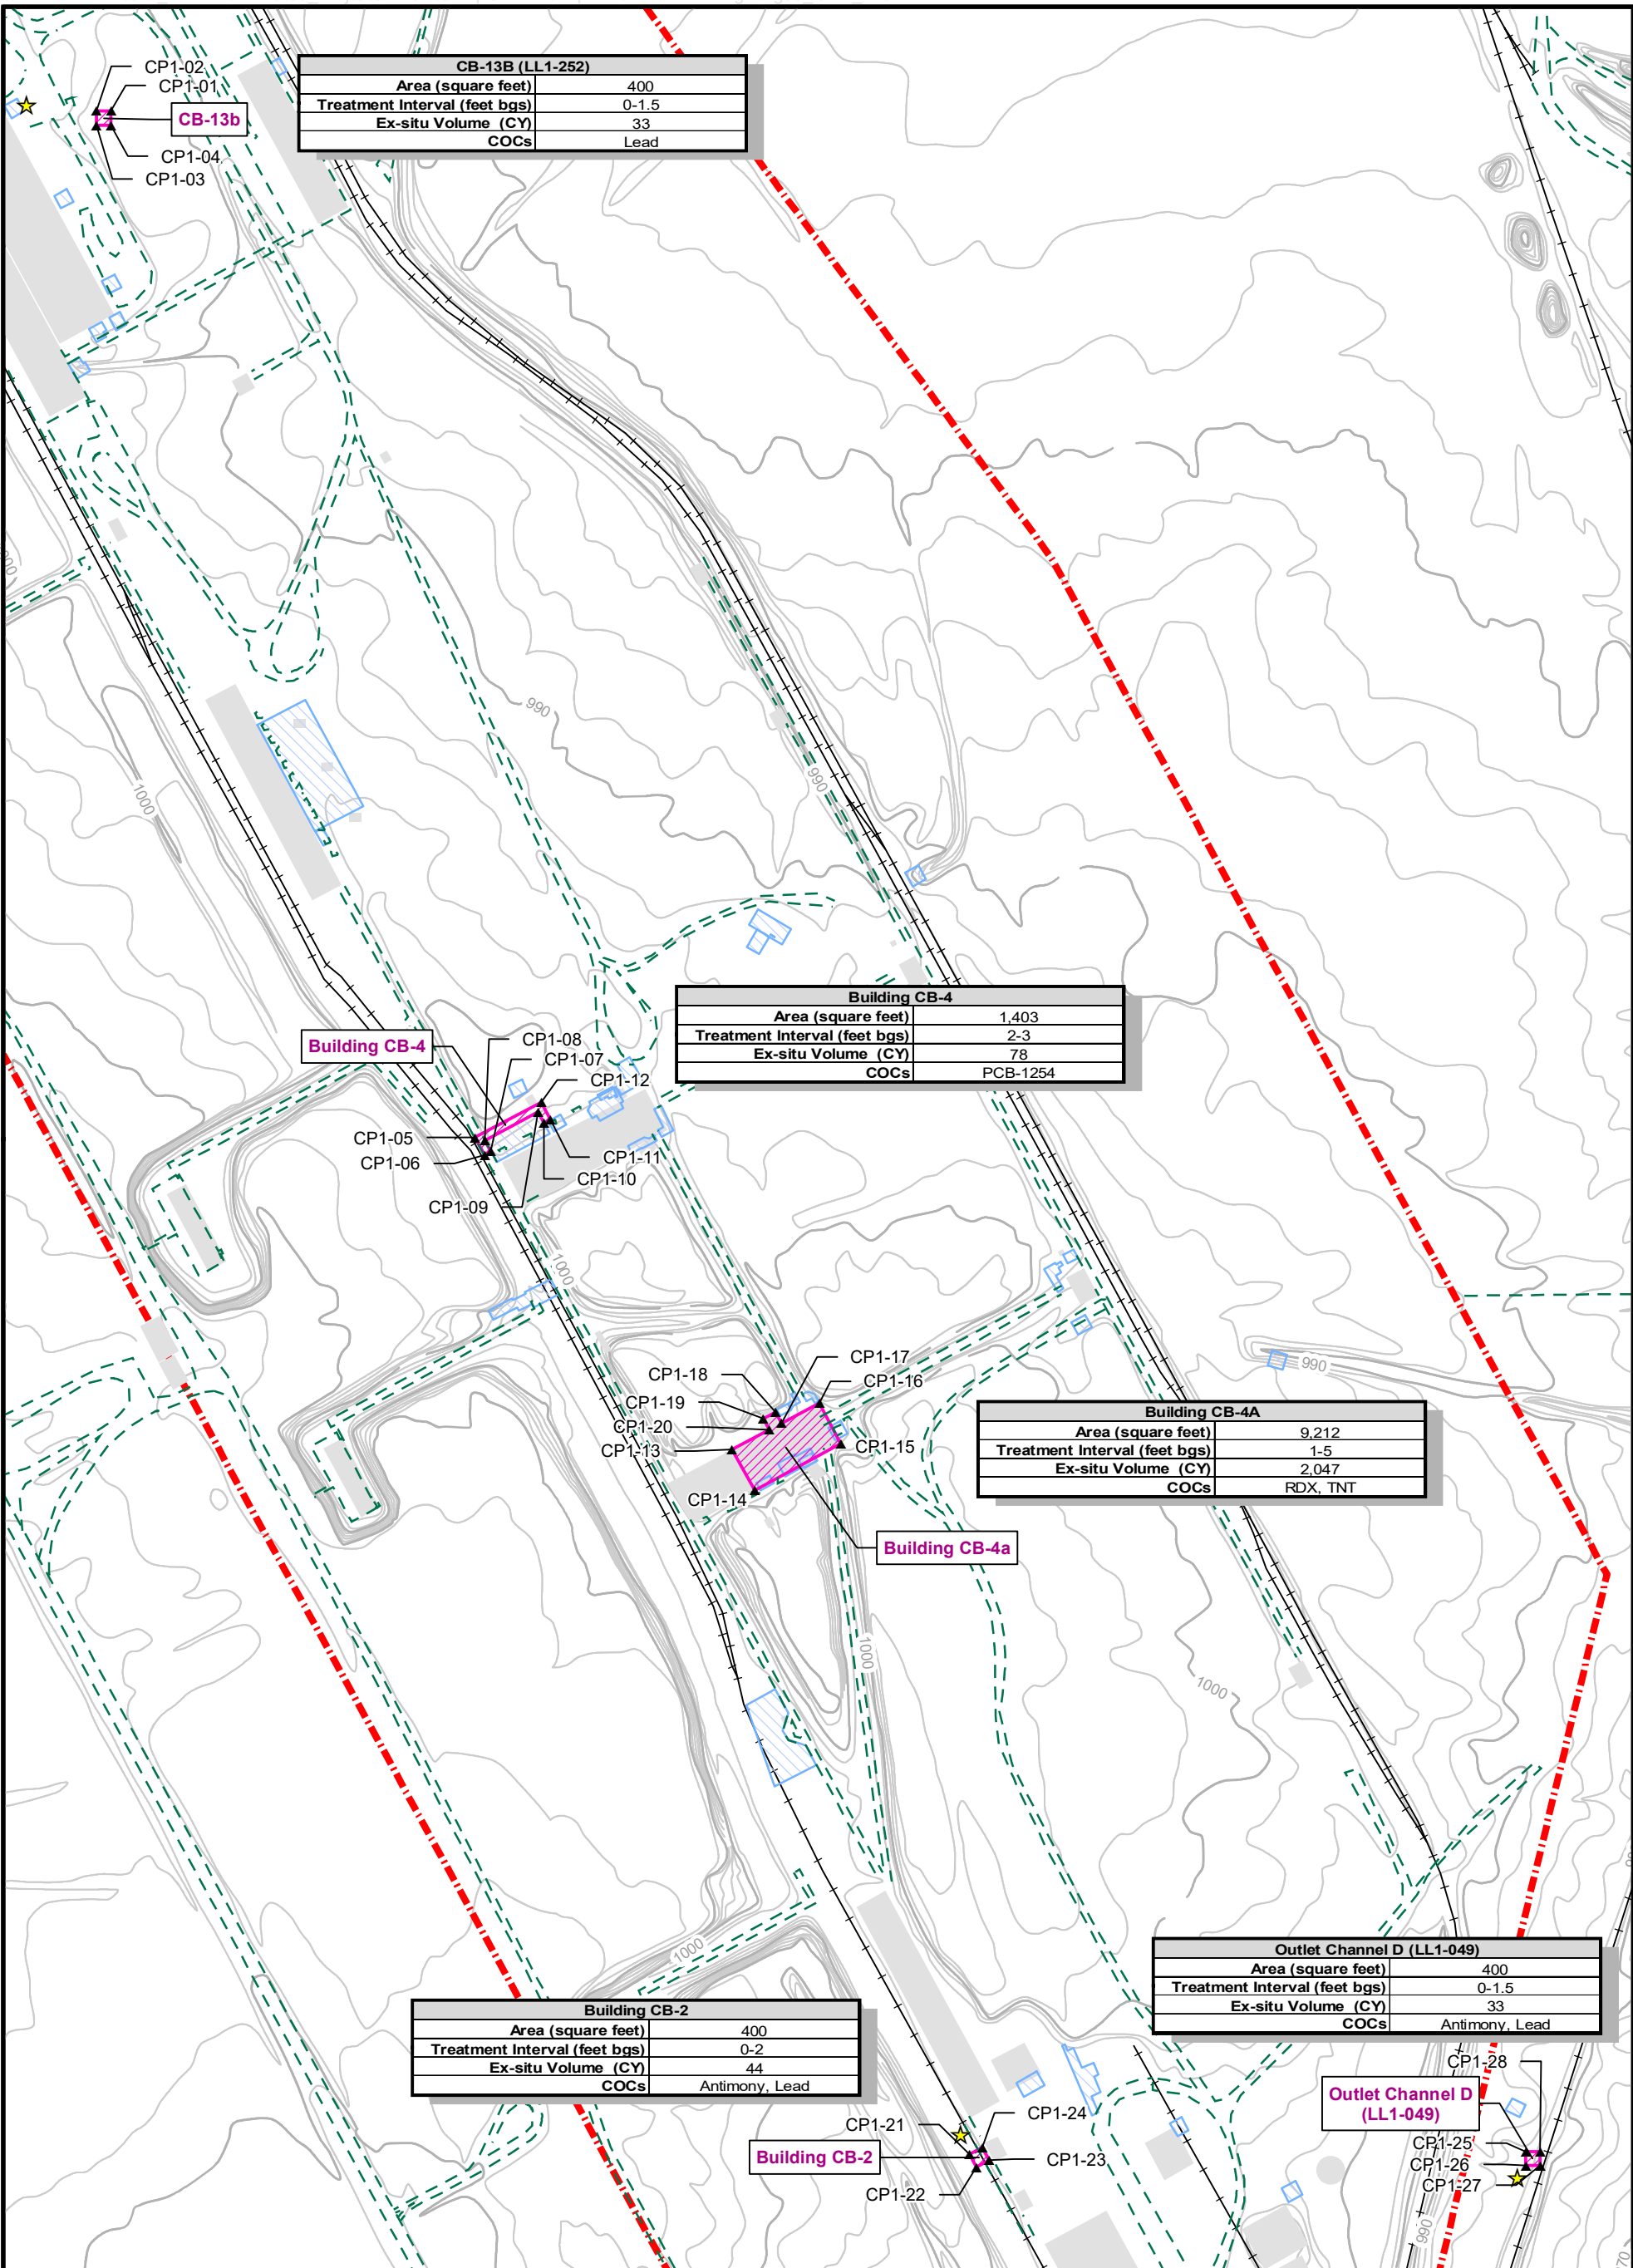 CP1-02
CP1-01
CB-13b
CP1-04
CP1-03
CB-13B (LL1-252)
Area (square feet) 400
Treatment Interval (feet bgs) 0-1.5
Ex-situ Volume (CY) 33
COCs Lead
990
990
1000
Building CB-4
Area (square feet) 1,403
Treatment Interval (feet bgs) 2-3
Ex-situ Volume (CY) 78
COCs PCB-1254
Building CB-4
CP1-08
CP1-07
CP1-12
CP1-05
CP1-06
CP1-11
CP1-10
CP1-09
1000
990
CP1-17
CP1-18
CP1-16
CP1-19
CP1-20
CP1-13
CP1-15
CP1-14
Building CB-4A
Area (square feet) 9,212
Treatment Interval (feet bgs) 1-5
Ex-situ Volume (CY) 2,047
COCs RDX, TNT
Building CB-4a
1000
1000
1000
Outlet Channel D (LL1-049)
Area (square feet) 400
Treatment Interval (feet bgs) 0-1.5
Ex-situ Volume (CY) 33
COCs Antimony, Lead
Building CB-2
Area (square feet) 400
Treatment Interval (feet bgs) 0-2
Ex-situ Volume (CY) 44
COCs Antimony, Lead
CP1-28
Outlet Channel D
(LL1-049)
CP1-24
CP1-21
Building CB-2
CP1-23
CP1-22
CP1-25
CP1-26
CP1-27
990